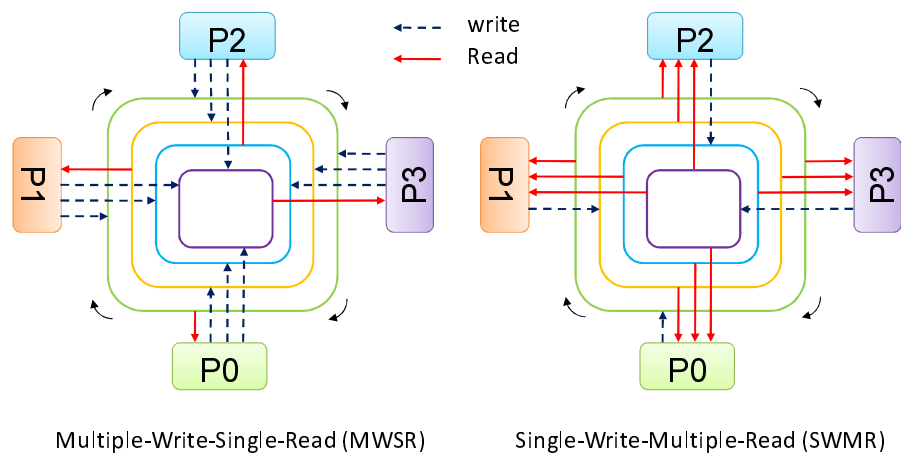 P2
write
Read
P2
P1
P3
P1
P3
P0
P0
Multiple-Write-Single-Read (MWSR)
Single-Write-Multiple-Read (SWMR)